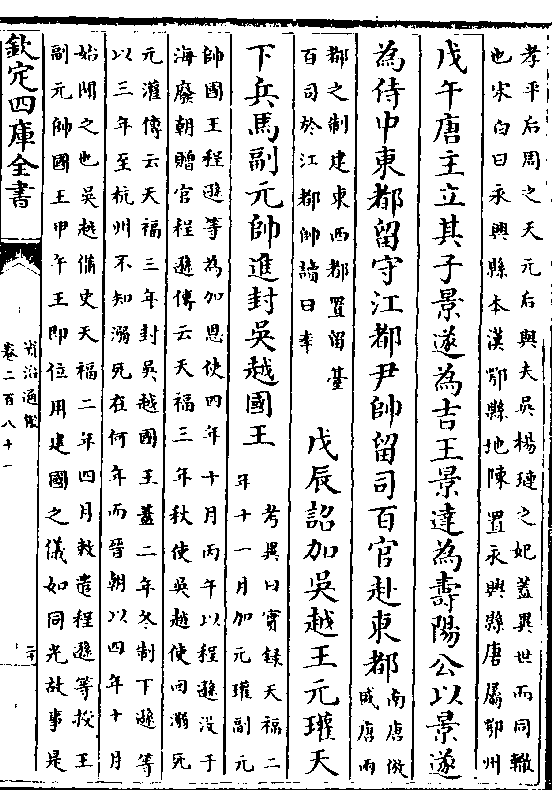 孝平后周之天元后與夫吳楊璉之妃蓋異世而同轍
也宋白曰永興縣本漢鄂縣地陳置永興縣唐屬鄂州
戊午唐主立其子景遂為吉王景達為壽陽公以景遂
為侍中東都留守江都尹帥留司百官赴東都
南唐倣
盛唐兩
都之制建東西都置留臺
百司於江都帥讀曰率
戊辰詔加吳越王元瓘天
下兵馬副元帥進封吳越國王
考異曰實録天福二
年十一月加元瓘副元
帥國王程遜等為加恩使四年十月丙午以程遜没于
海廢朝贈官程遜傳云天福三年秋使吳越使回溺死
元瓘傳云天福三年封吳越國王蓋二年冬制下遜等
以三年至杭州不知溺死在何年而晉朝以四年十月
始聞之也吳越備史天福二年四月敕遣程遜等授王
副元帥國王甲午王即位用建國之儀如同光故事是
欽定四庫全書
資治通鑑
卷二百八十一